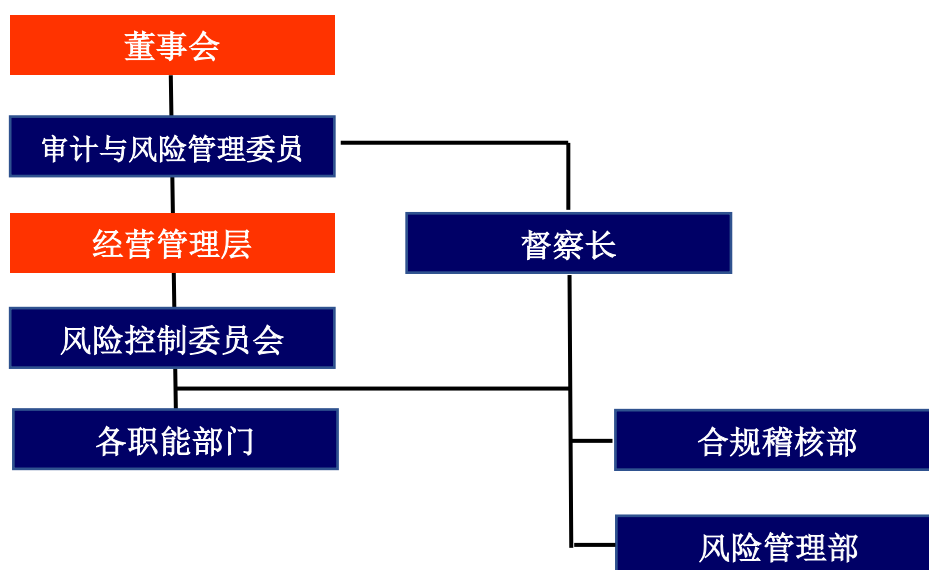 董事会
审计与风险管理委员
经营管理层
督察长
风险控制委员会
各职能部门
合规稽核部
风险管理部